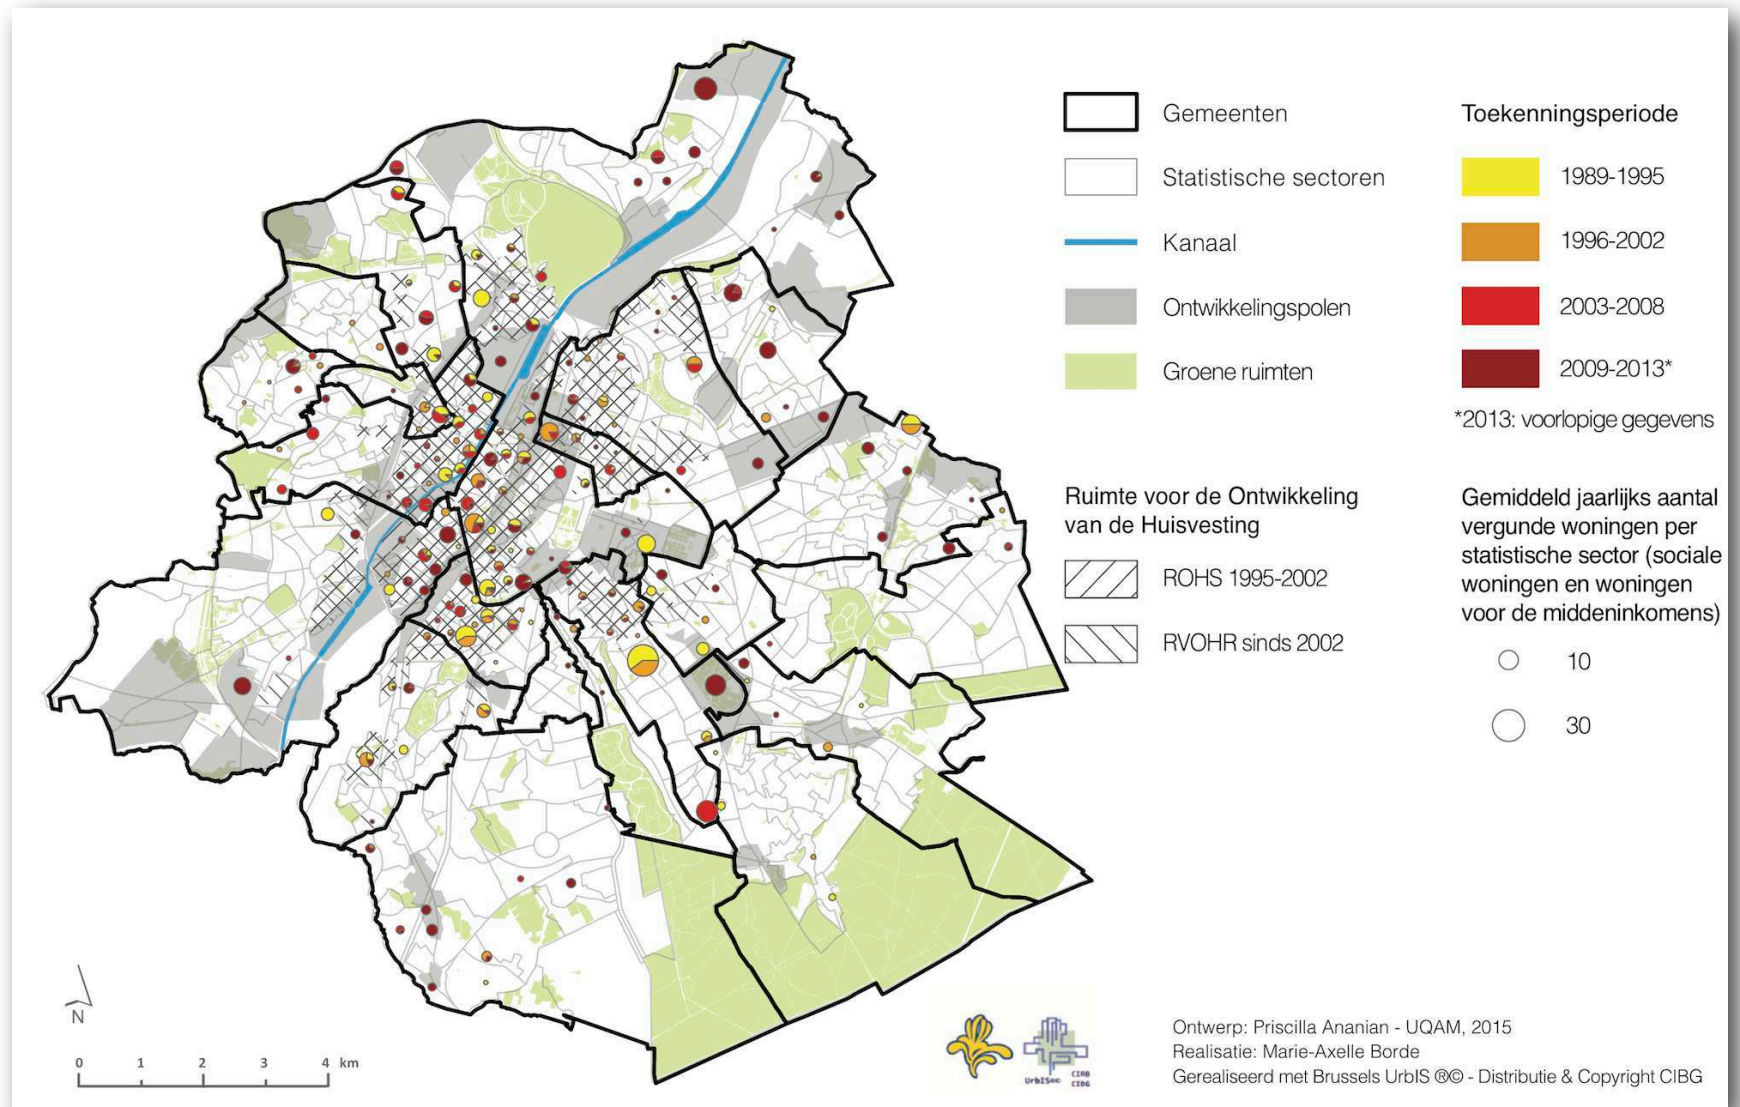 Gemeenten
Statistische sectoren
Kanaal
Ontwikkelingspolen
Groene ruimten
Ruimte voor de Ontwikkeling
van de Huisvesting
ROHS 1995-2002
RVOHR sinds 2002
Toekenningsperiode
1989-1995
1996-2002
2003-2008
2009-2013*
*2013: voorlopige gegevens
Gemiddeld jaarlijks aantal
vergunde woningen per
statistische sector (sociale
woningen en woningen
voor de middeninkomens)
10
30
N
0 1 2 3 4 km
UrbISoc
CIRB
CIBG
Ontwerp: Priscilla Ananian - UQAM, 2015
Realisatie: Marie-Axelle Borde
Gerealiseerd met Brussels UrbIS ®© - Distributie & Copyright CIBG